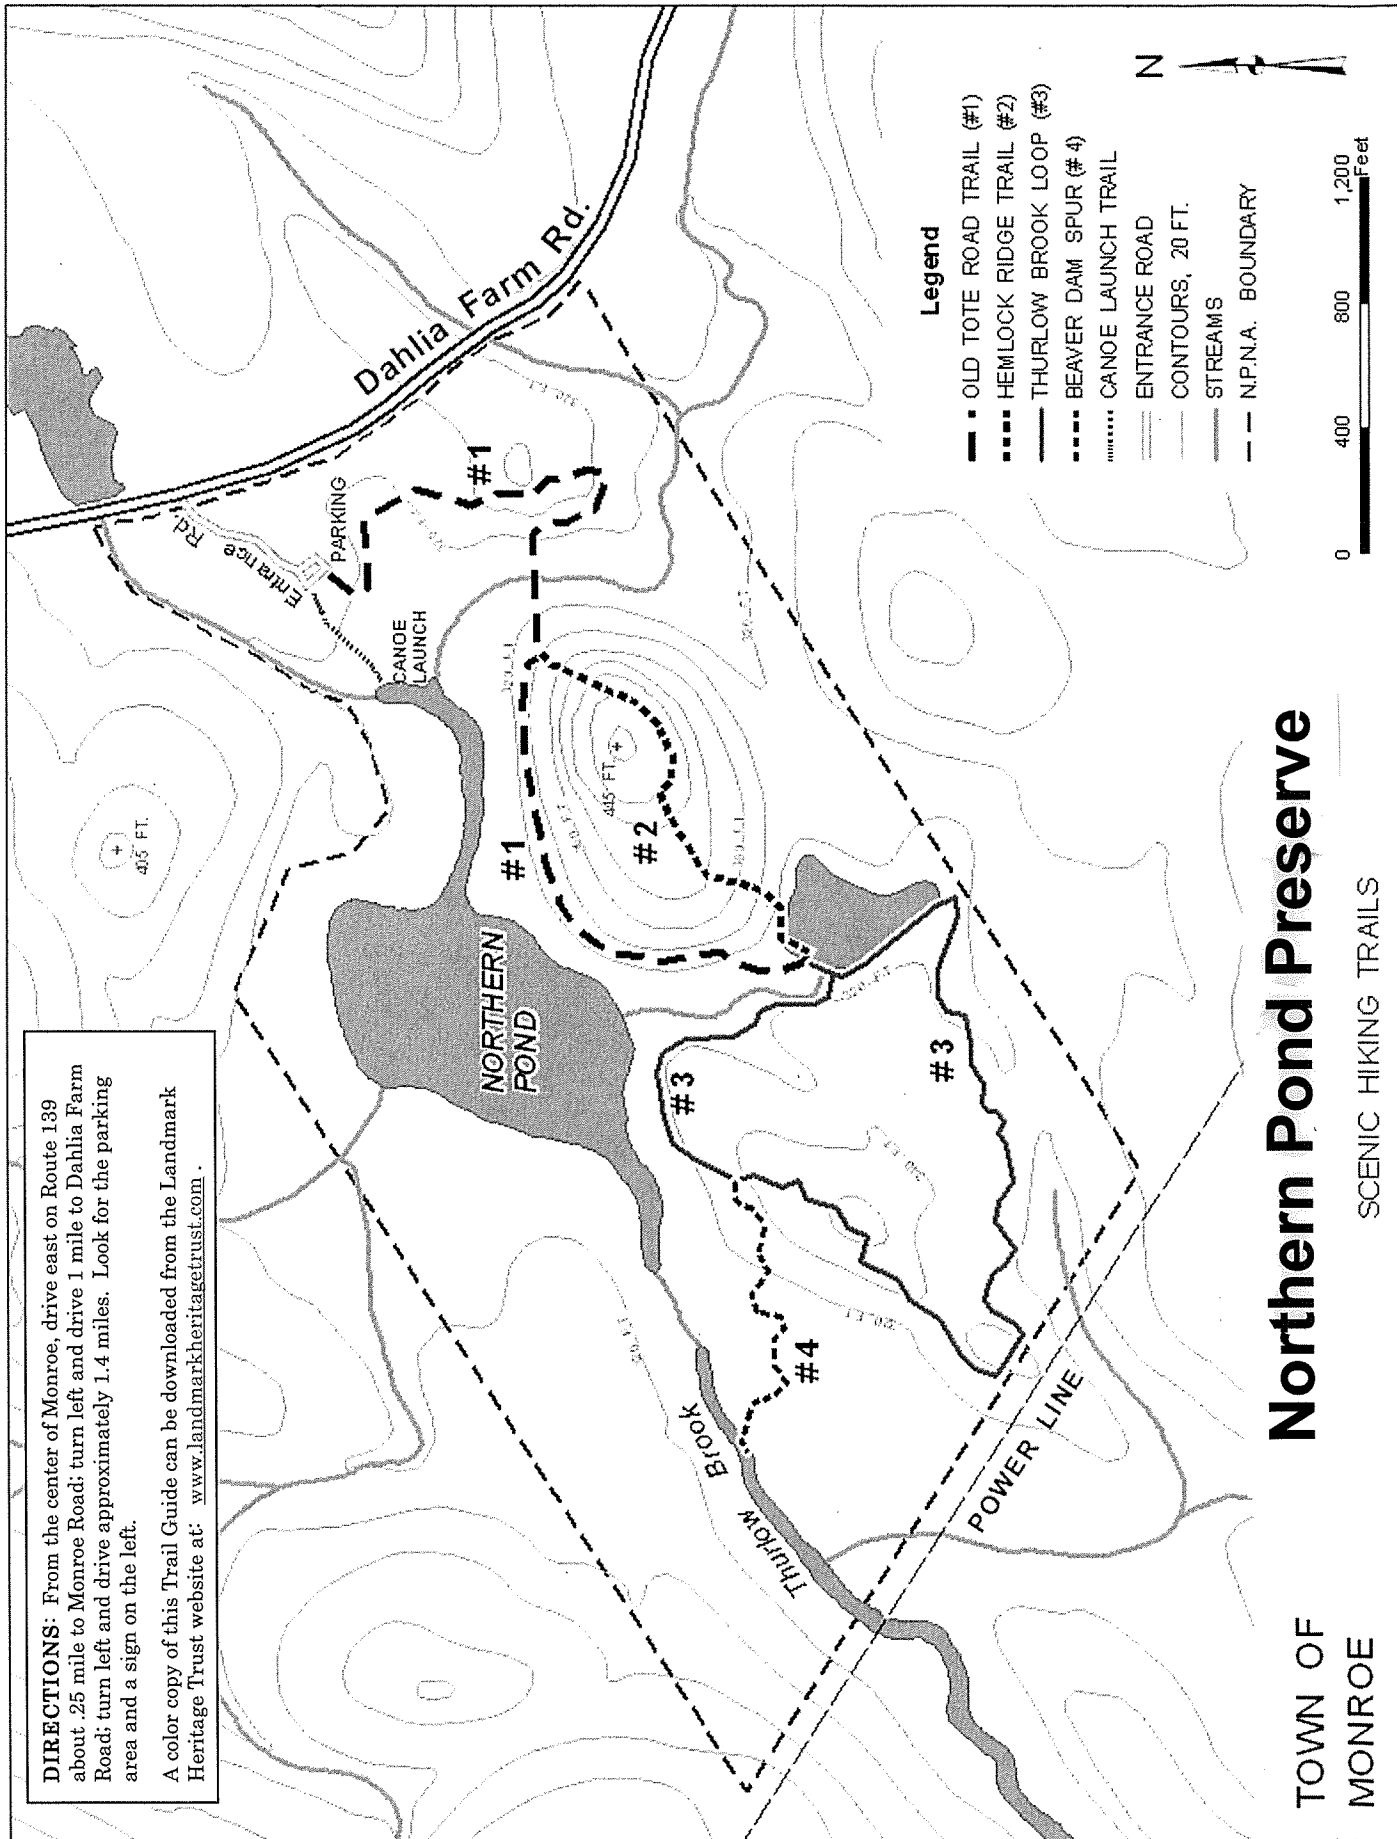 DIRECTIONS: From the center of Monroe, drive east on Route 139
about .25 mile to Monroe Road; turn left and drive 1 mile to Dahlia Farm
Road; turn left and drive approximately 1.4 miles. Look for the parking
area and a sign on the left.
A color copy of this Trail Guide can be downloaded from the Landmark
Heritage Trust website at: www.landmarkheritagetrust.com.
405 FT.
Entrance Rd
PARKING
Dahlia Farm Rd.
CANOE
LAUNCH
NORTHERN
POND
#1
#1
320 FT
445 FT.
#2
#3
#3
#4
320 FT
Thurlow Brook
POWER LINE
Legend
OLD TOTE ROAD TRAIL (#1)
HEMLOCK RIDGE TRAIL (#2)
THURLOW BROOK LOOP (#3)
BEAVER DAM SPUR (# 4)
CANOE LAUNCH TRAIL
ENTRANCE ROAD
CONTOURS, 20 FT.
STREAMS
N.P.N.A. BOUNDARY
N
0 400 800 1,200
Feet
TOWN OF
MONROE
Northern Pond Preserve
SCENIC HIKING TRAILS